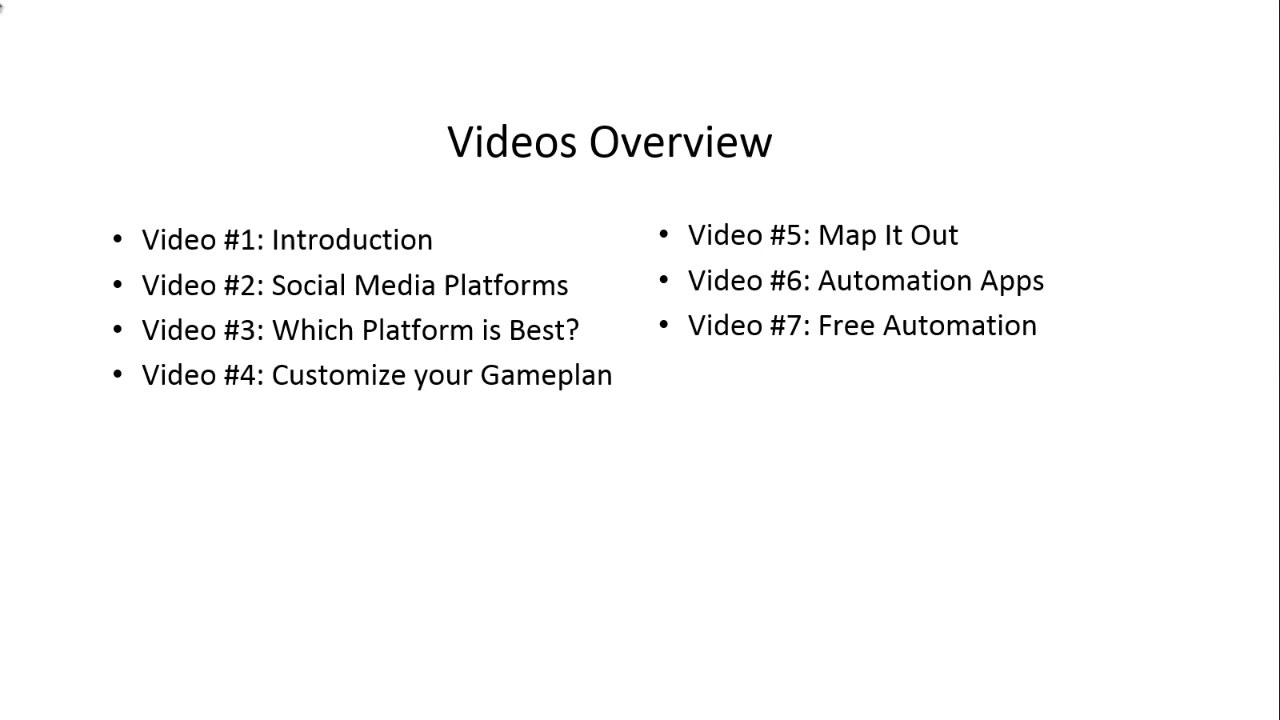 Videos Overview
• Video #1: Introduction
• Video #2: Social Media Platforms
• Video #3: Which Platform is Best?
• Video #4: Customize your Gameplan
• Video #5: Map It Out
• Video #6: Automation Apps
• Video #7: Free Automation